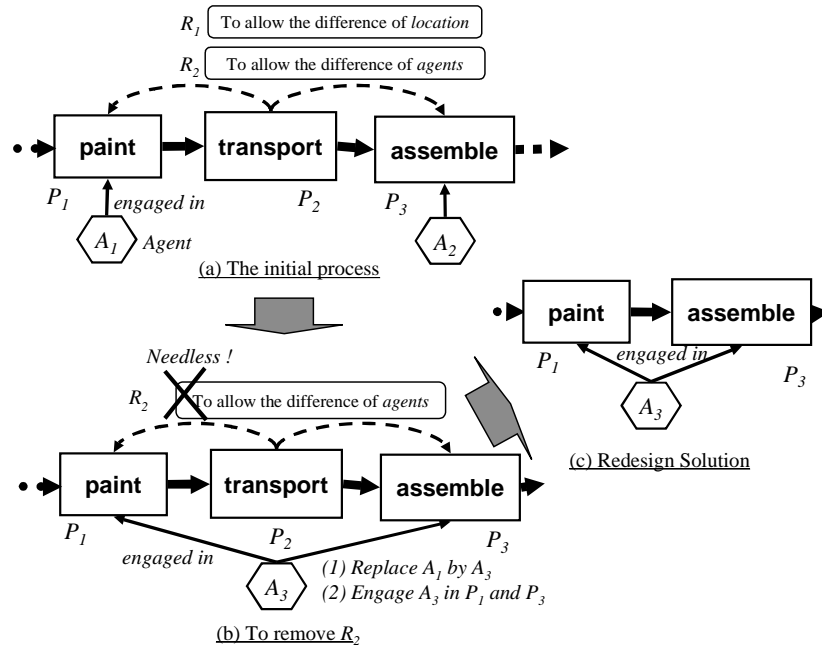 R1 To allow the difference of location
R2 To allow the difference of agents
paint
transport
assemble
P1
engaged in
P2
P3
A1
Agent
A2
(a) The initial process
Needless !
R2 To allow the difference of agents
paint
transport
assemble
P1
P2
P3
engaged in
A3
(1) Replace A1 by A3
(2) Engage A3 in P1 and P3
(b) To remove R2
paint
assemble
P1
engaged in
P3
A3
(c) Redesign Solution